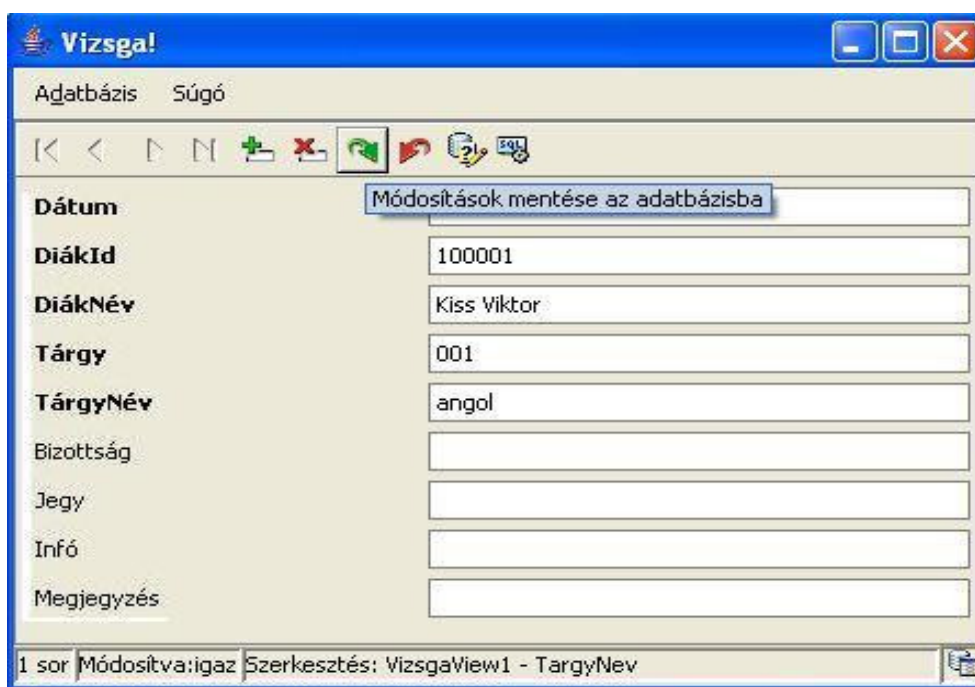 Vizsga!
Adatbázis Súgó
SQL
Módosítások mentése az adatbázisba
Dátum
DiákId 100001
DiákNév Kiss Viktor
Tárgy 001
TárgyNév angol
Bizottság
Jegy
Infó
Megjegyzés
1 sor Módosítva:igaz Szerkesztés: VizsgaView1 - TargyNev